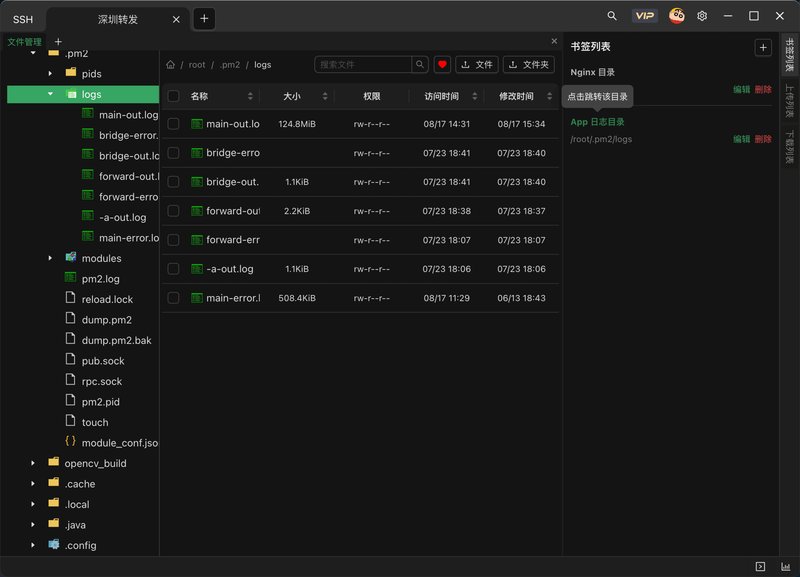 SSH
深圳转发
VIP
文件管理
.pm2
pids
logs
main-out.log
bridge-error.
bridge-out.lo
forward-out.l
forward-erro
-a-out.log
main-error.lo
modules
pm2.log
reload.lock
dump.pm2
dump.pm2.bak
pub.sock
rpc.sock
pm2.pid
touch
module_conf.jso
opencv_build
.cache
.local
.java
.config
/ root / .pm2 / logs
搜索文件
文件
文件夹
名称 大小 权限 访问时间 修改时间
main-out.lo 124.8MiB rw-r--r-- 08/17 14:31 08/17 15:34
bridge-erro rw-r--r-- 07/23 18:41 07/23 18:40
bridge-out. 1.1KiB rw-r--r-- 07/23 18:41 07/23 18:40
forward-out 2.2KiB rw-r--r-- 07/23 18:38 07/23 18:37
forward-err rw-r--r-- 07/23 18:07 07/23 18:07
-a-out.log 1.1KiB rw-r--r-- 07/23 18:06 07/23 18:06
main-error.l 508.4KiB rw-r--r-- 08/17 11:29 06/13 18:43
书签列表
Nginx 目录
编辑 删除
点击跳转该目录
App 日志目录
/root/.pm2/logs
编辑 删除
书签列表
上传列表
下载列表